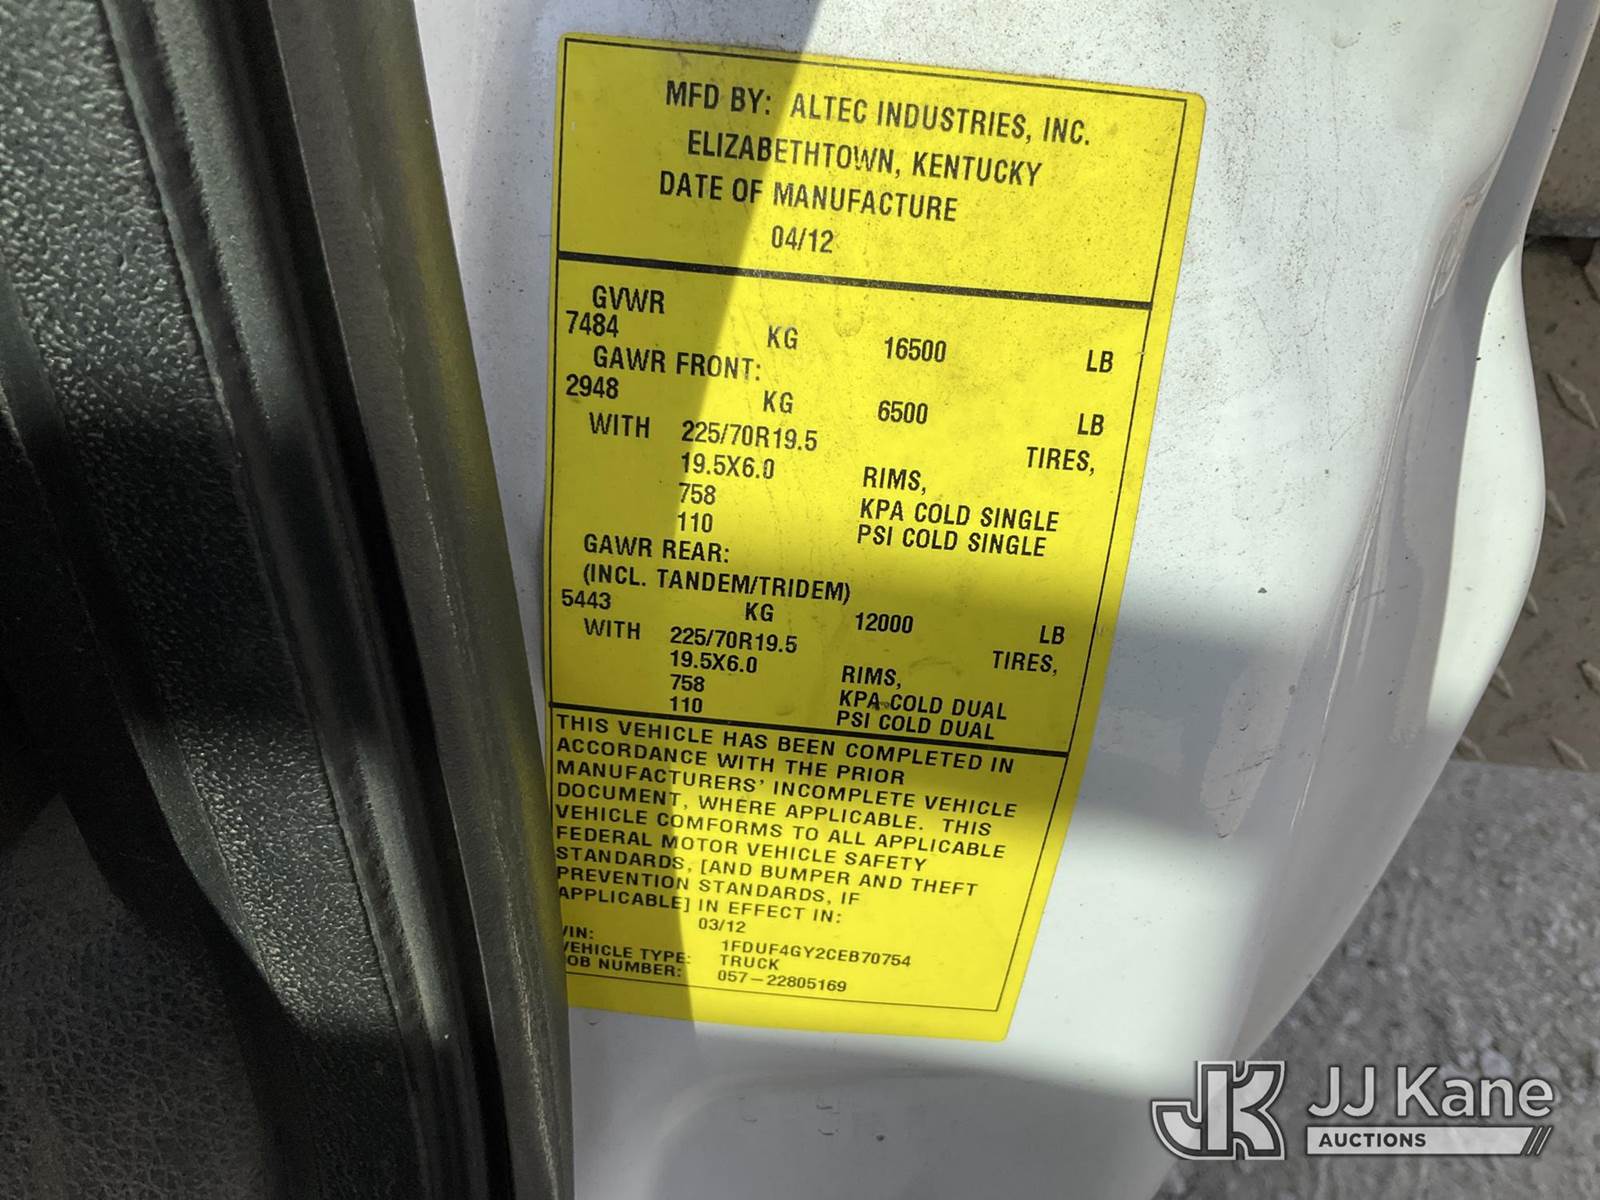 MFD BY: ALTEC INDUSTRIES, INC.
ELIZABETHTOWN, KENTUCKY
DATE OF MANUFACTURE
04/12
GVWR
7484 KG 16500 LB
GAWR FRONT:
2948 KG 6500 LB
WITH 225/70R19.5 TIRES,
19.5X6.0 RIMS,
758 KPA COLD SINGLE
110 PSI COLD SINGLE
GAWR REAR:
(INCL. TANDEM/TRIDEM)
5443 KG 12000 LB
WITH 225/70R19.5 TIRES,
19.5X6.0 RIMS,
758 KPA COLD DUAL
110 PSI COLD DUAL
THIS VEHICLE HAS BEEN COMPLETED IN
ACCORDANCE WITH THE PRIOR
MANUFACTURERS' INCOMPLETE VEHICLE
DOCUMENT, WHERE APPLICABLE. THIS
VEHICLE COMFORMS TO ALL APPLICABLE
FEDERAL MOTOR VEHICLE SAFETY
STANDARDS, [AND BUMPER AND THEFT
PREVENTION STANDARDS, IF
APPLICABLE] IN EFFECT IN:
03/12
VIN: 1FDUF4GY2CEB70754
VEHICLE TYPE: TRUCK
JOB NUMBER: 057-22805169
JK JJ Kane
AUCTIONS